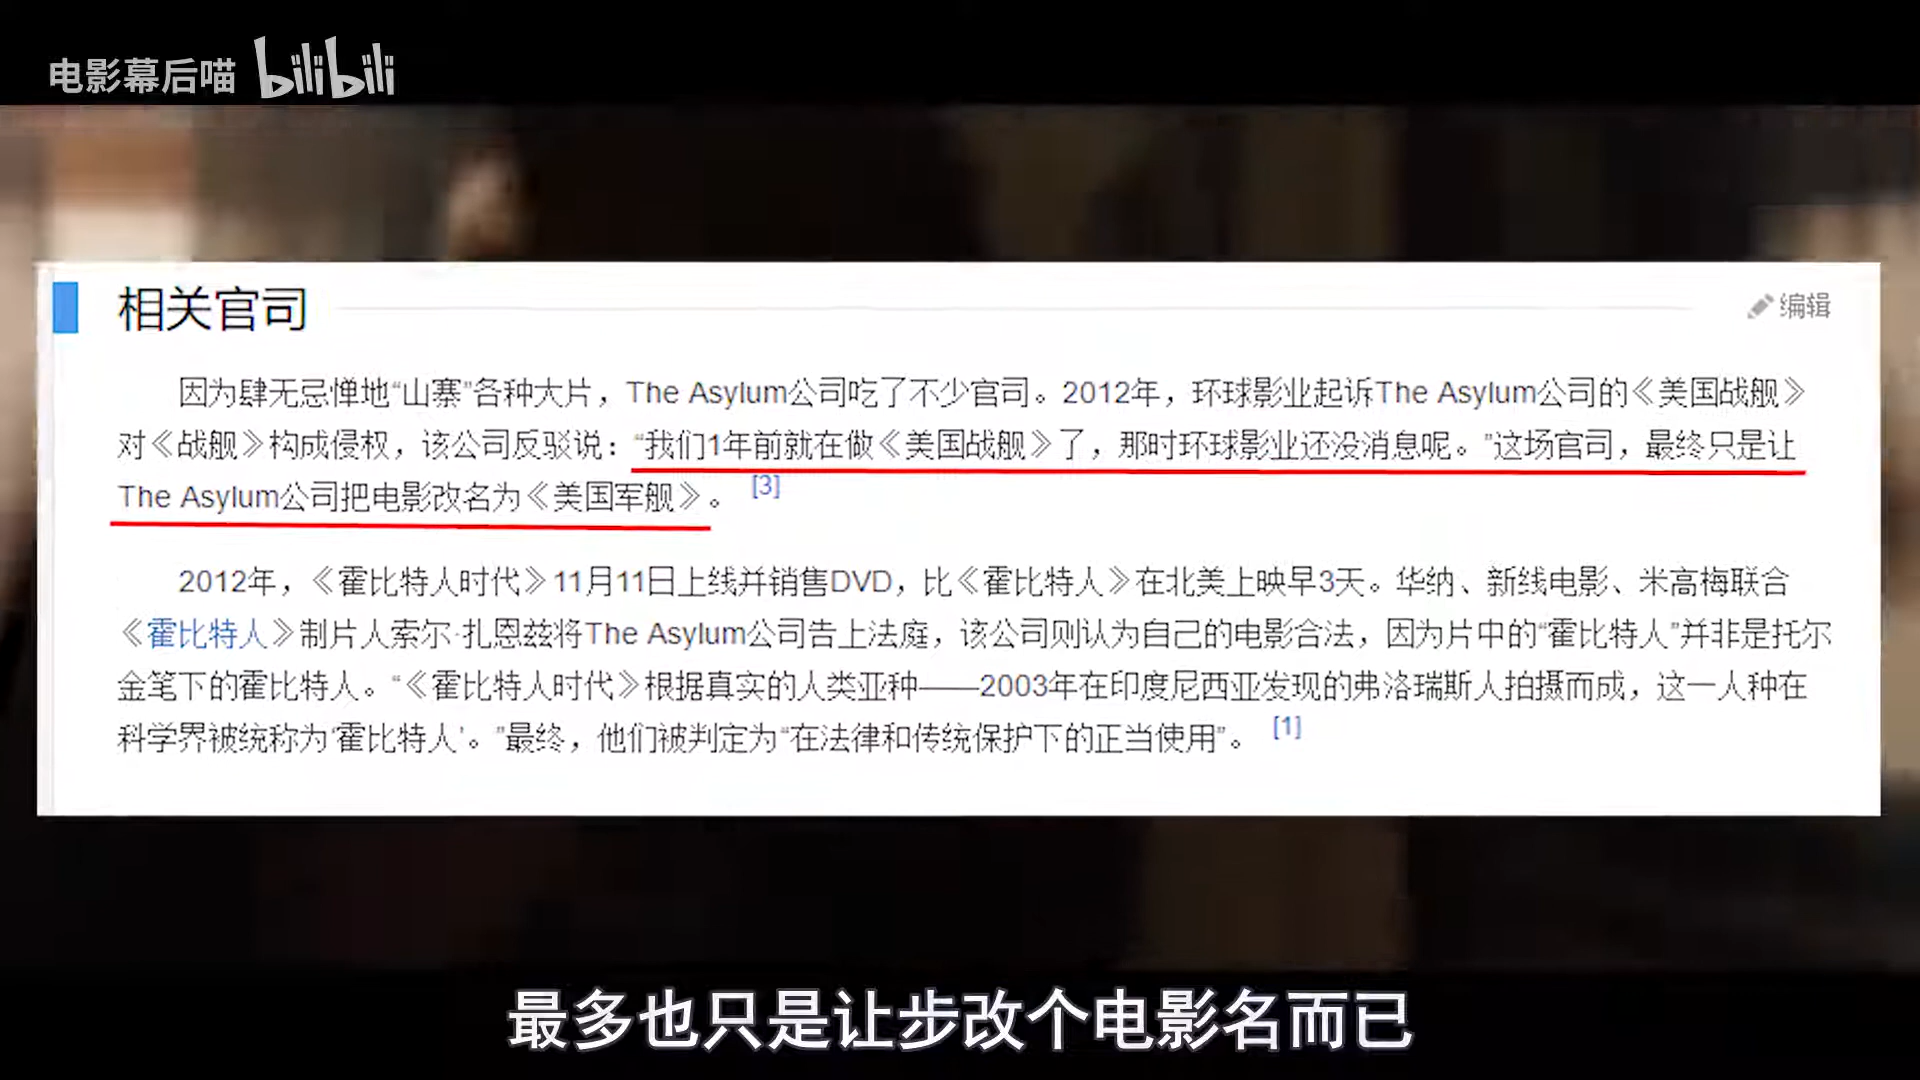 电影幕后喵 bilibili
相关官司
编辑
因为肆无忌惮地“山寨”各种大片，The Asylum公司吃了不少官司。2012年，环球影业起诉The Asylum公司的《美国战舰》
对《战舰》构成侵权，该公司反驳说：“我们1年前就在做《美国战舰》了，那时环球影业还没消息呢。”这场官司，最终只是让
The Asylum公司把电影改名为《美国军舰》。 [3]
2012年，《霍比特人时代》11月11日上线并销售DVD，比《霍比特人》在北美上映早3天。华纳、新线电影、米高梅联合
《霍比特人》制片人索尔·扎恩兹将The Asylum公司告上法庭，该公司则认为自己的电影合法，因为片中的“霍比特人”并非是托尔
金笔下的霍比特人。“《霍比特人时代》根据真实的人类亚种——2003年在印度尼西亚发现的弗洛瑞斯人拍摄而成，这一人种在
科学界被统称为‘霍比特人’。”最终，他们被判定为“在法律和传统保护下的正当使用”。 [1]
最多也只是让步改个电影名而已